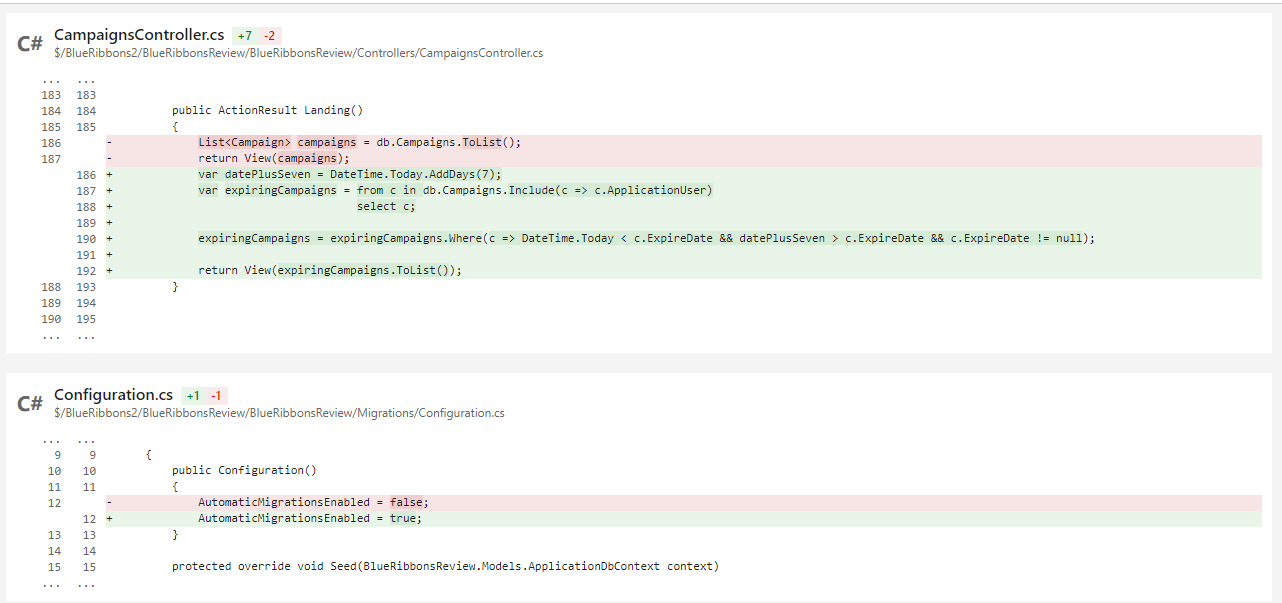 C# CampaignsController.cs +7 -2
$/BlueRibbons2/BlueRibbonsReview/BlueRibbonsReview/Controllers/CampaignsController.cs
... ...
183 183
184 184 public ActionResult Landing()
185 185 {
186 - List<Campaign> campaigns = db.Campaigns.ToList();
187 - return View(campaigns);
186 + var datePlusSeven = DateTime.Today.AddDays(7);
187 + var expiringCampaigns = from c in db.Campaigns.Include(c => c.ApplicationUser)
188 + select c;
189 +
190 + expiringCampaigns = expiringCampaigns.Where(c => DateTime.Today < c.ExpireDate && datePlusSeven > c.ExpireDate && c.ExpireDate != null);
191 +
192 + return View(expiringCampaigns.ToList());
188 193 }
189 194
190 195
... ...
C# Configuration.cs +1 -1
$/BlueRibbons2/BlueRibbonsReview/BlueRibbonsReview/Migrations/Configuration.cs
... ...
9 9 {
10 10 public Configuration()
11 11 {
12 - AutomaticMigrationsEnabled = false;
12 + AutomaticMigrationsEnabled = true;
13 13 }
14 14
15 15 protected override void Seed(BlueRibbonsReview.Models.ApplicationDbContext context)
... ...